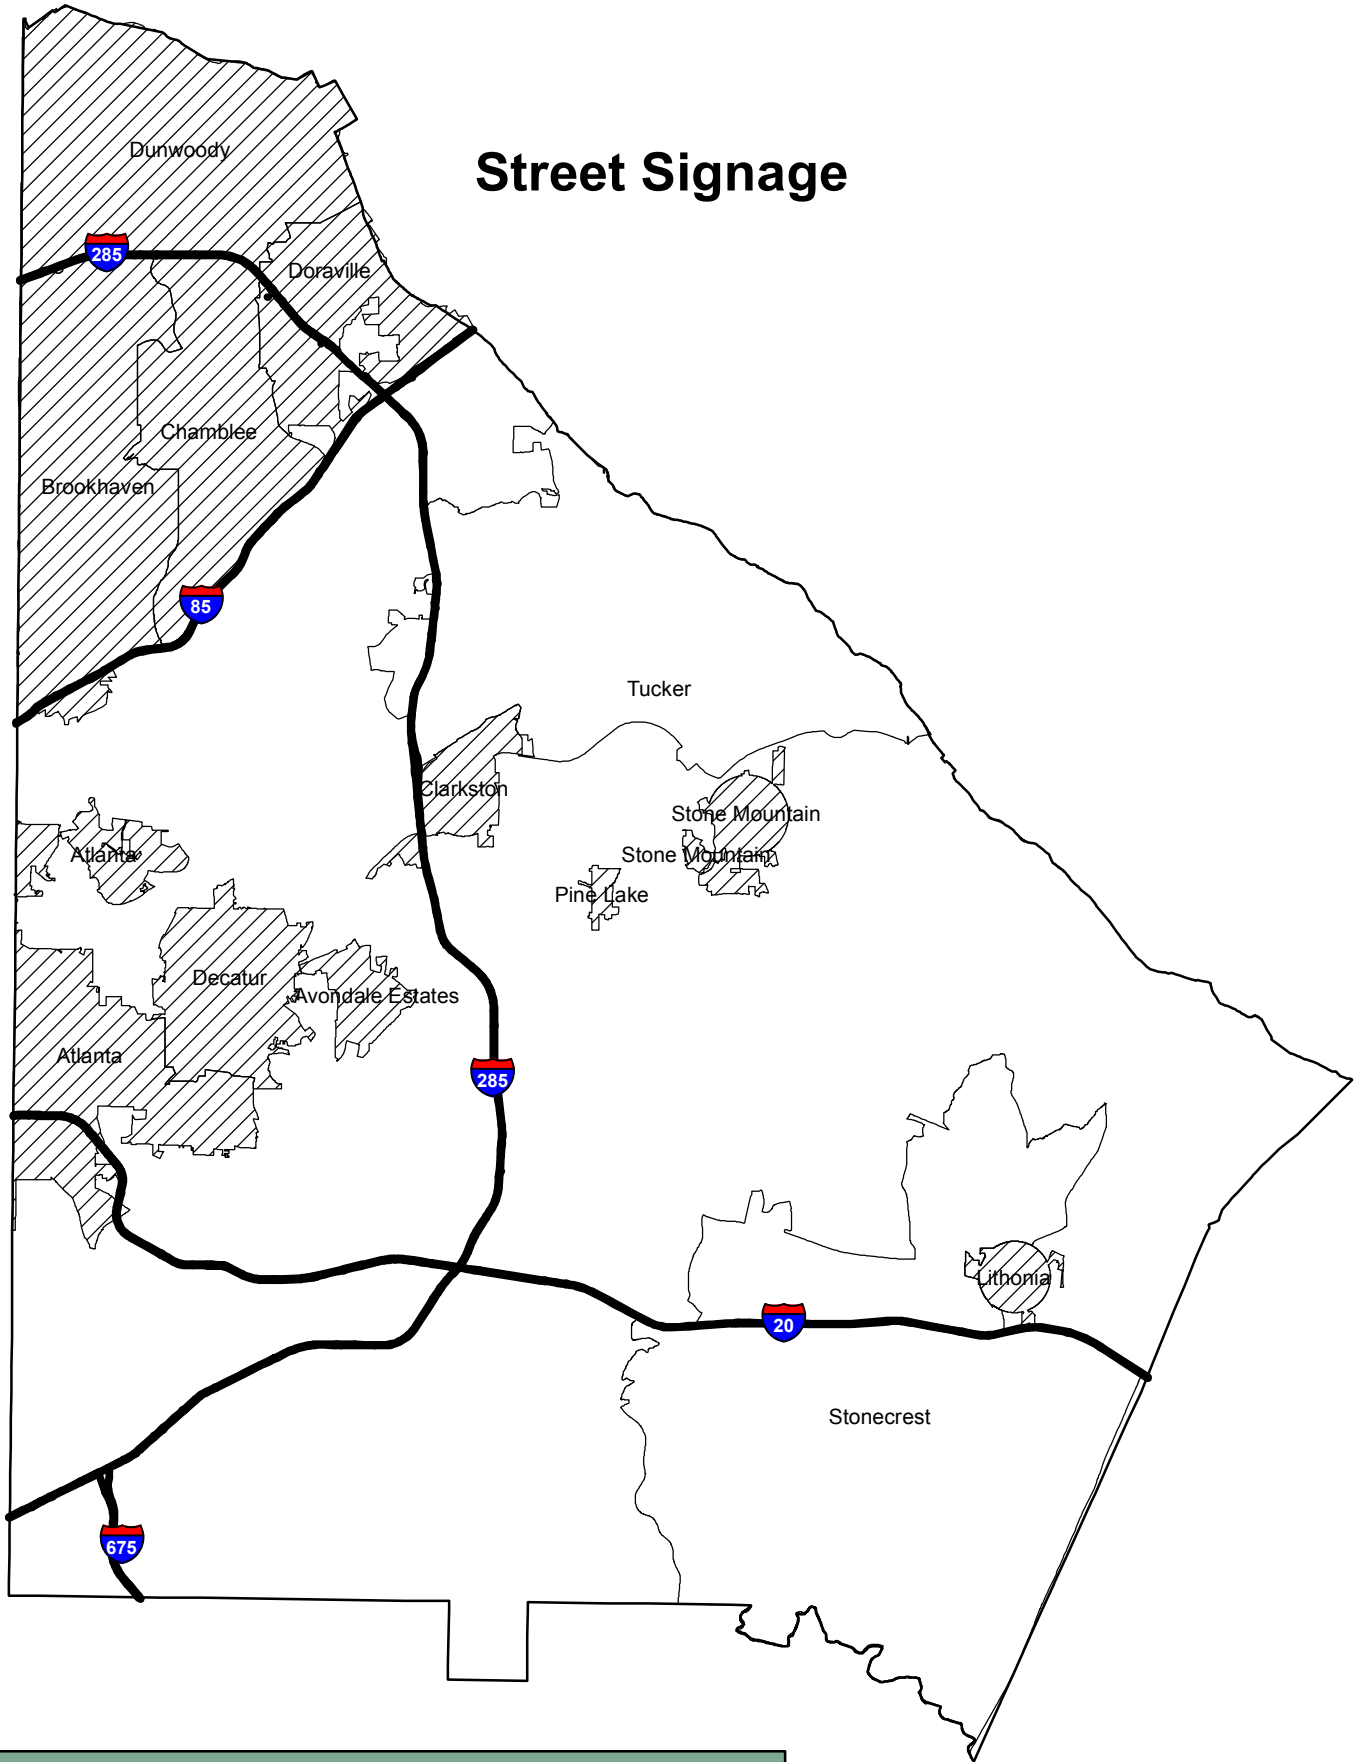 Dunwoody
Street Signage
285
Doraville
Chamblee
Brookhaven
85
Tucker
Clarkston
Stone Mountain
Atlanta
Stone Mountain
Pine Lake
Decatur
Avondale Estates
Atlanta
285
Lithonia
20
Stonecrest
675